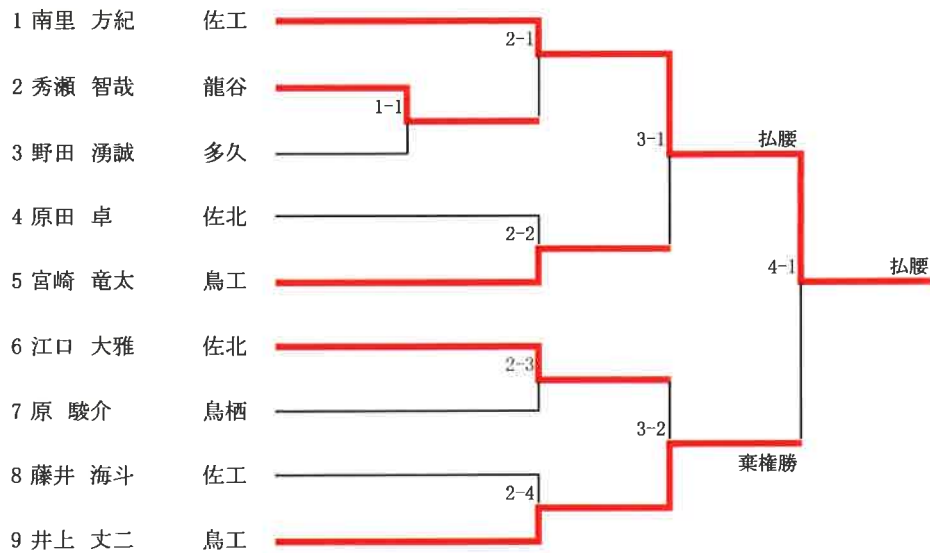 1 南里 方紀 佐工
2-1
2 秀瀬 智哉 龍谷
1-1
3-1
払腰
3 野田 湧誠 多久
4 原田 卓 佐北
2-2
4-1
払腰
5 宮崎 竜太 鳥工
6 江口 大雅 佐北
2-3
7 原 駿介 鳥栖
3-2
棄権勝
8 藤井 海斗 佐工
2-4
9 井上 丈二 鳥工